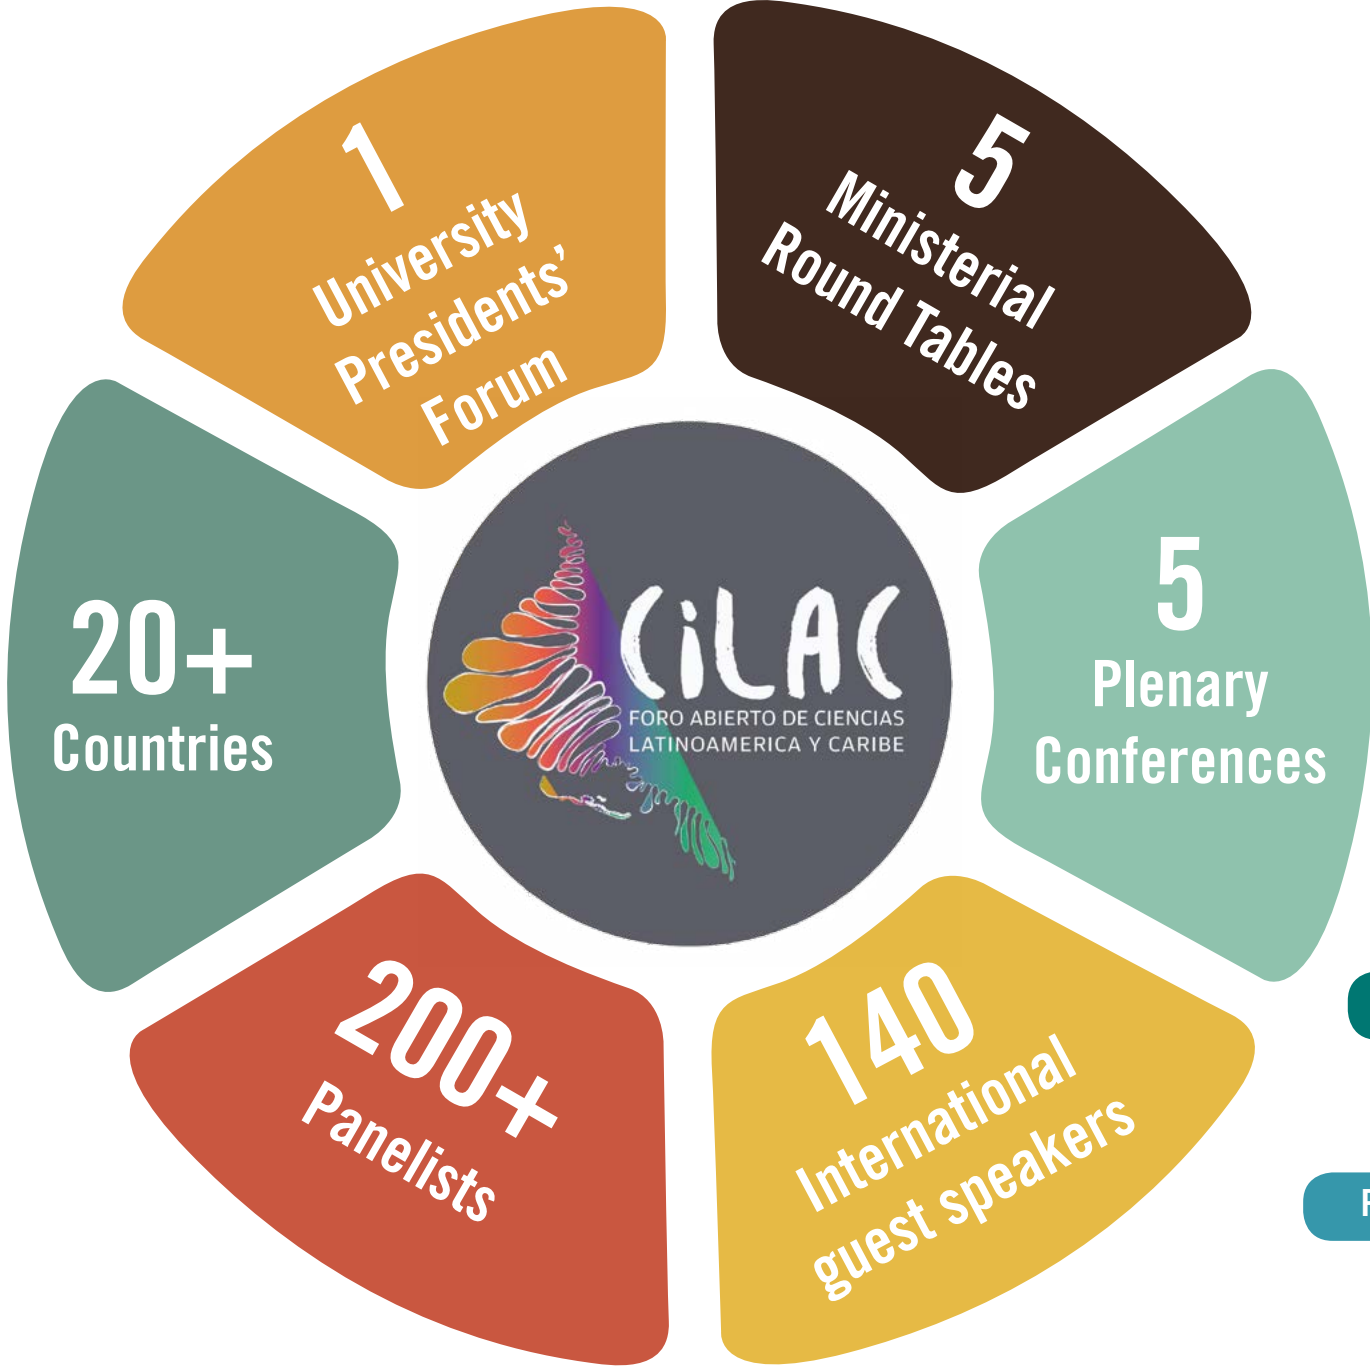 1
University
Presidents’
Forum
5
Ministerial
Round Tables
20+
Countries
CiLAC
FORO ABIERTO DE CIENCIAS
LATINOAMERICA Y CARIBE
5
Plenary
Conferences
200+
Panelists
140
International
guest speakers